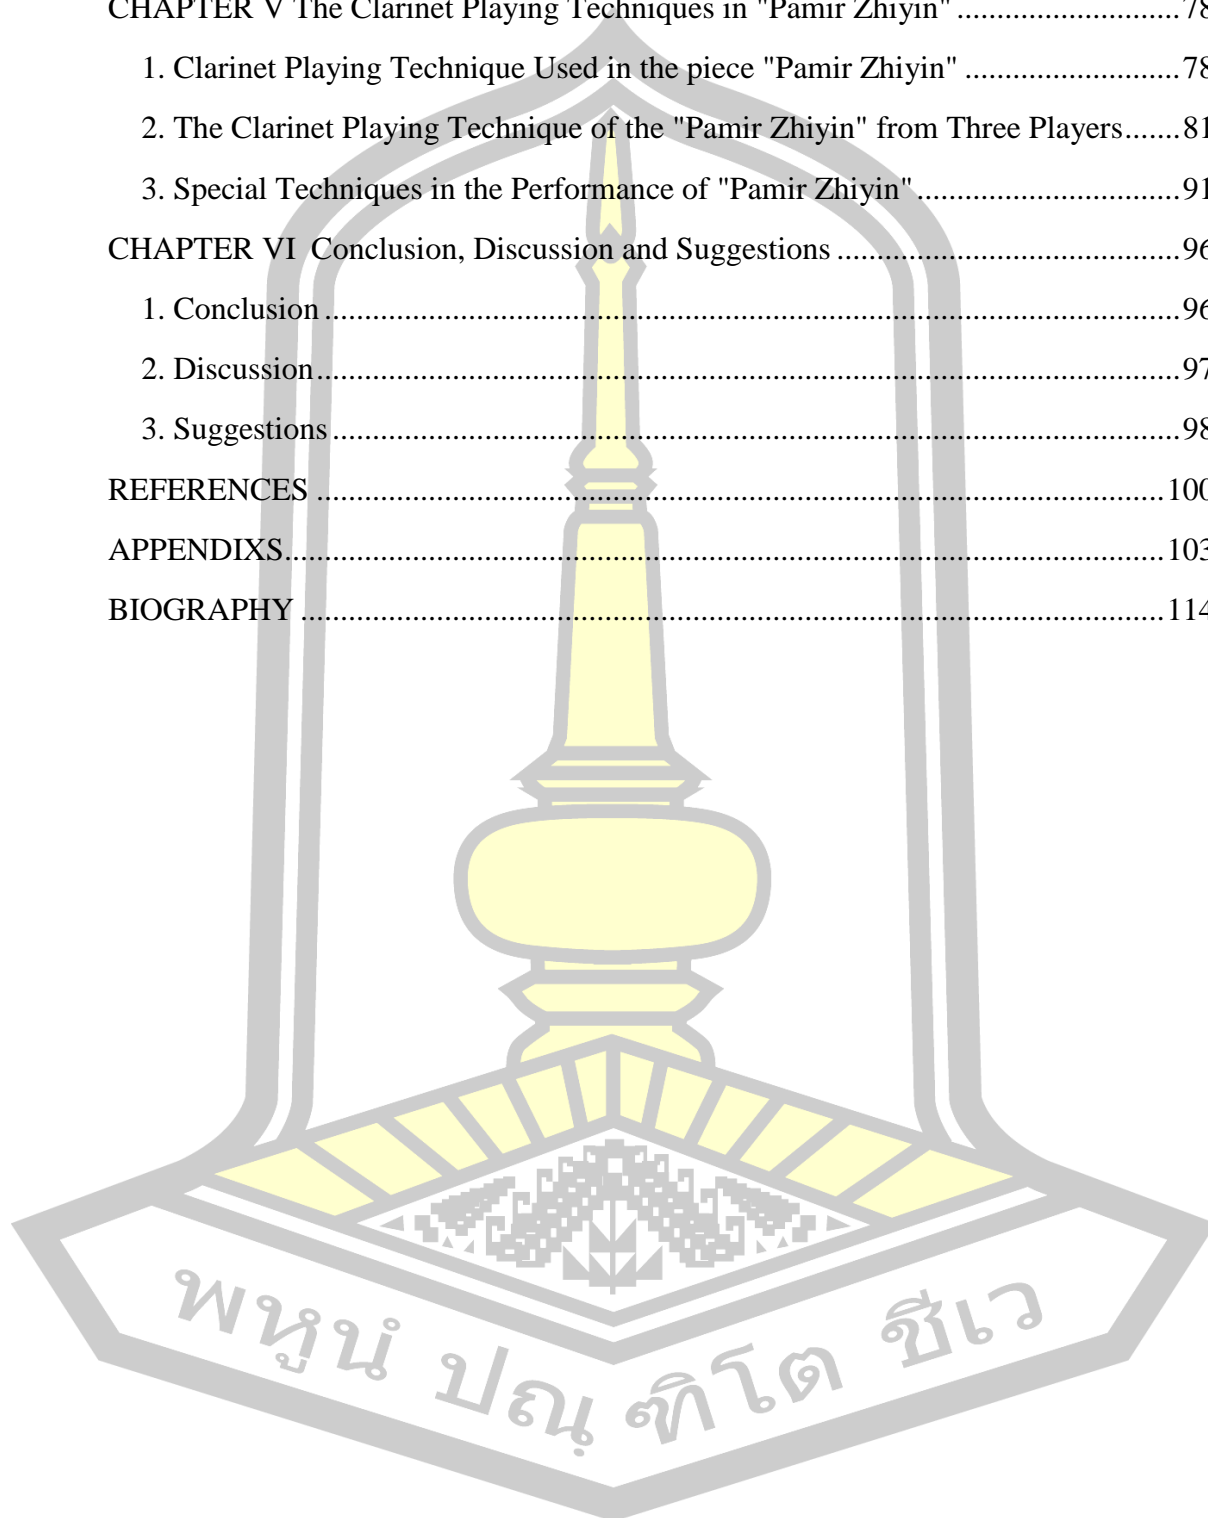 CHAPTER V The Clarinet Playing Techniques in "Pamir Zhiyin" ................................78
1. Clarinet Playing Technique Used in the piece "Pamir Zhiyin" ...............................78
2. The Clarinet Playing Technique of the "Pamir Zhiyin" from Three Players.......81
3. Special Techniques in the Performance of "Pamir Zhiyin" ......................................91
CHAPTER VI  Conclusion, Discussion and Suggestions ................................................96
1. Conclusion ...............................................................................................................96
2. Discussion................................................................................................................97
3. Suggestions ..............................................................................................................98
REFERENCES ..............................................................................................................100
APPENDIXS..................................................................................................................103
BIOGRAPHY ................................................................................................................114
พหูนํ ปณฺฑิโต ชีเว